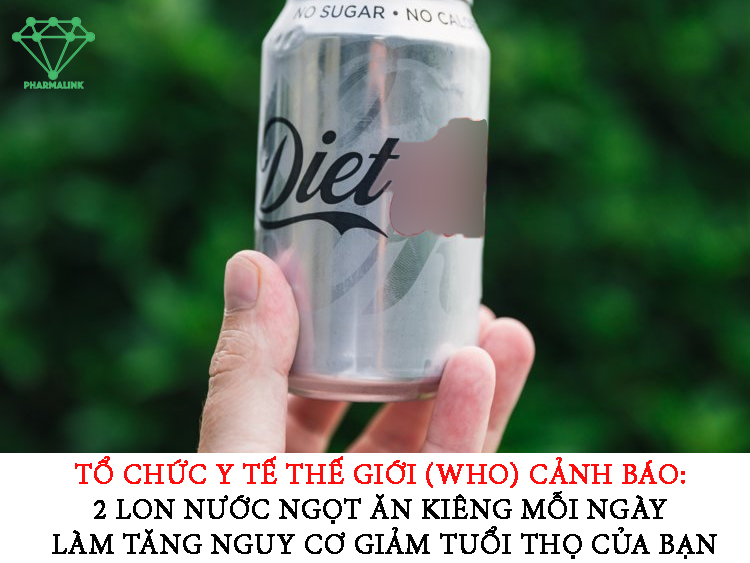 NO SUGAR • NO
PHARMALINK
Diet
TỔ CHỨC Y TẾ THẾ GIỚI (WHO) CẢNH BÁO:
2 LON NƯỚC NGỌT ĂN KIÊNG MỖI NGÀY
LÀM TĂNG NGUY CƠ GIẢM TUỔI THỌ CỦA BẠN